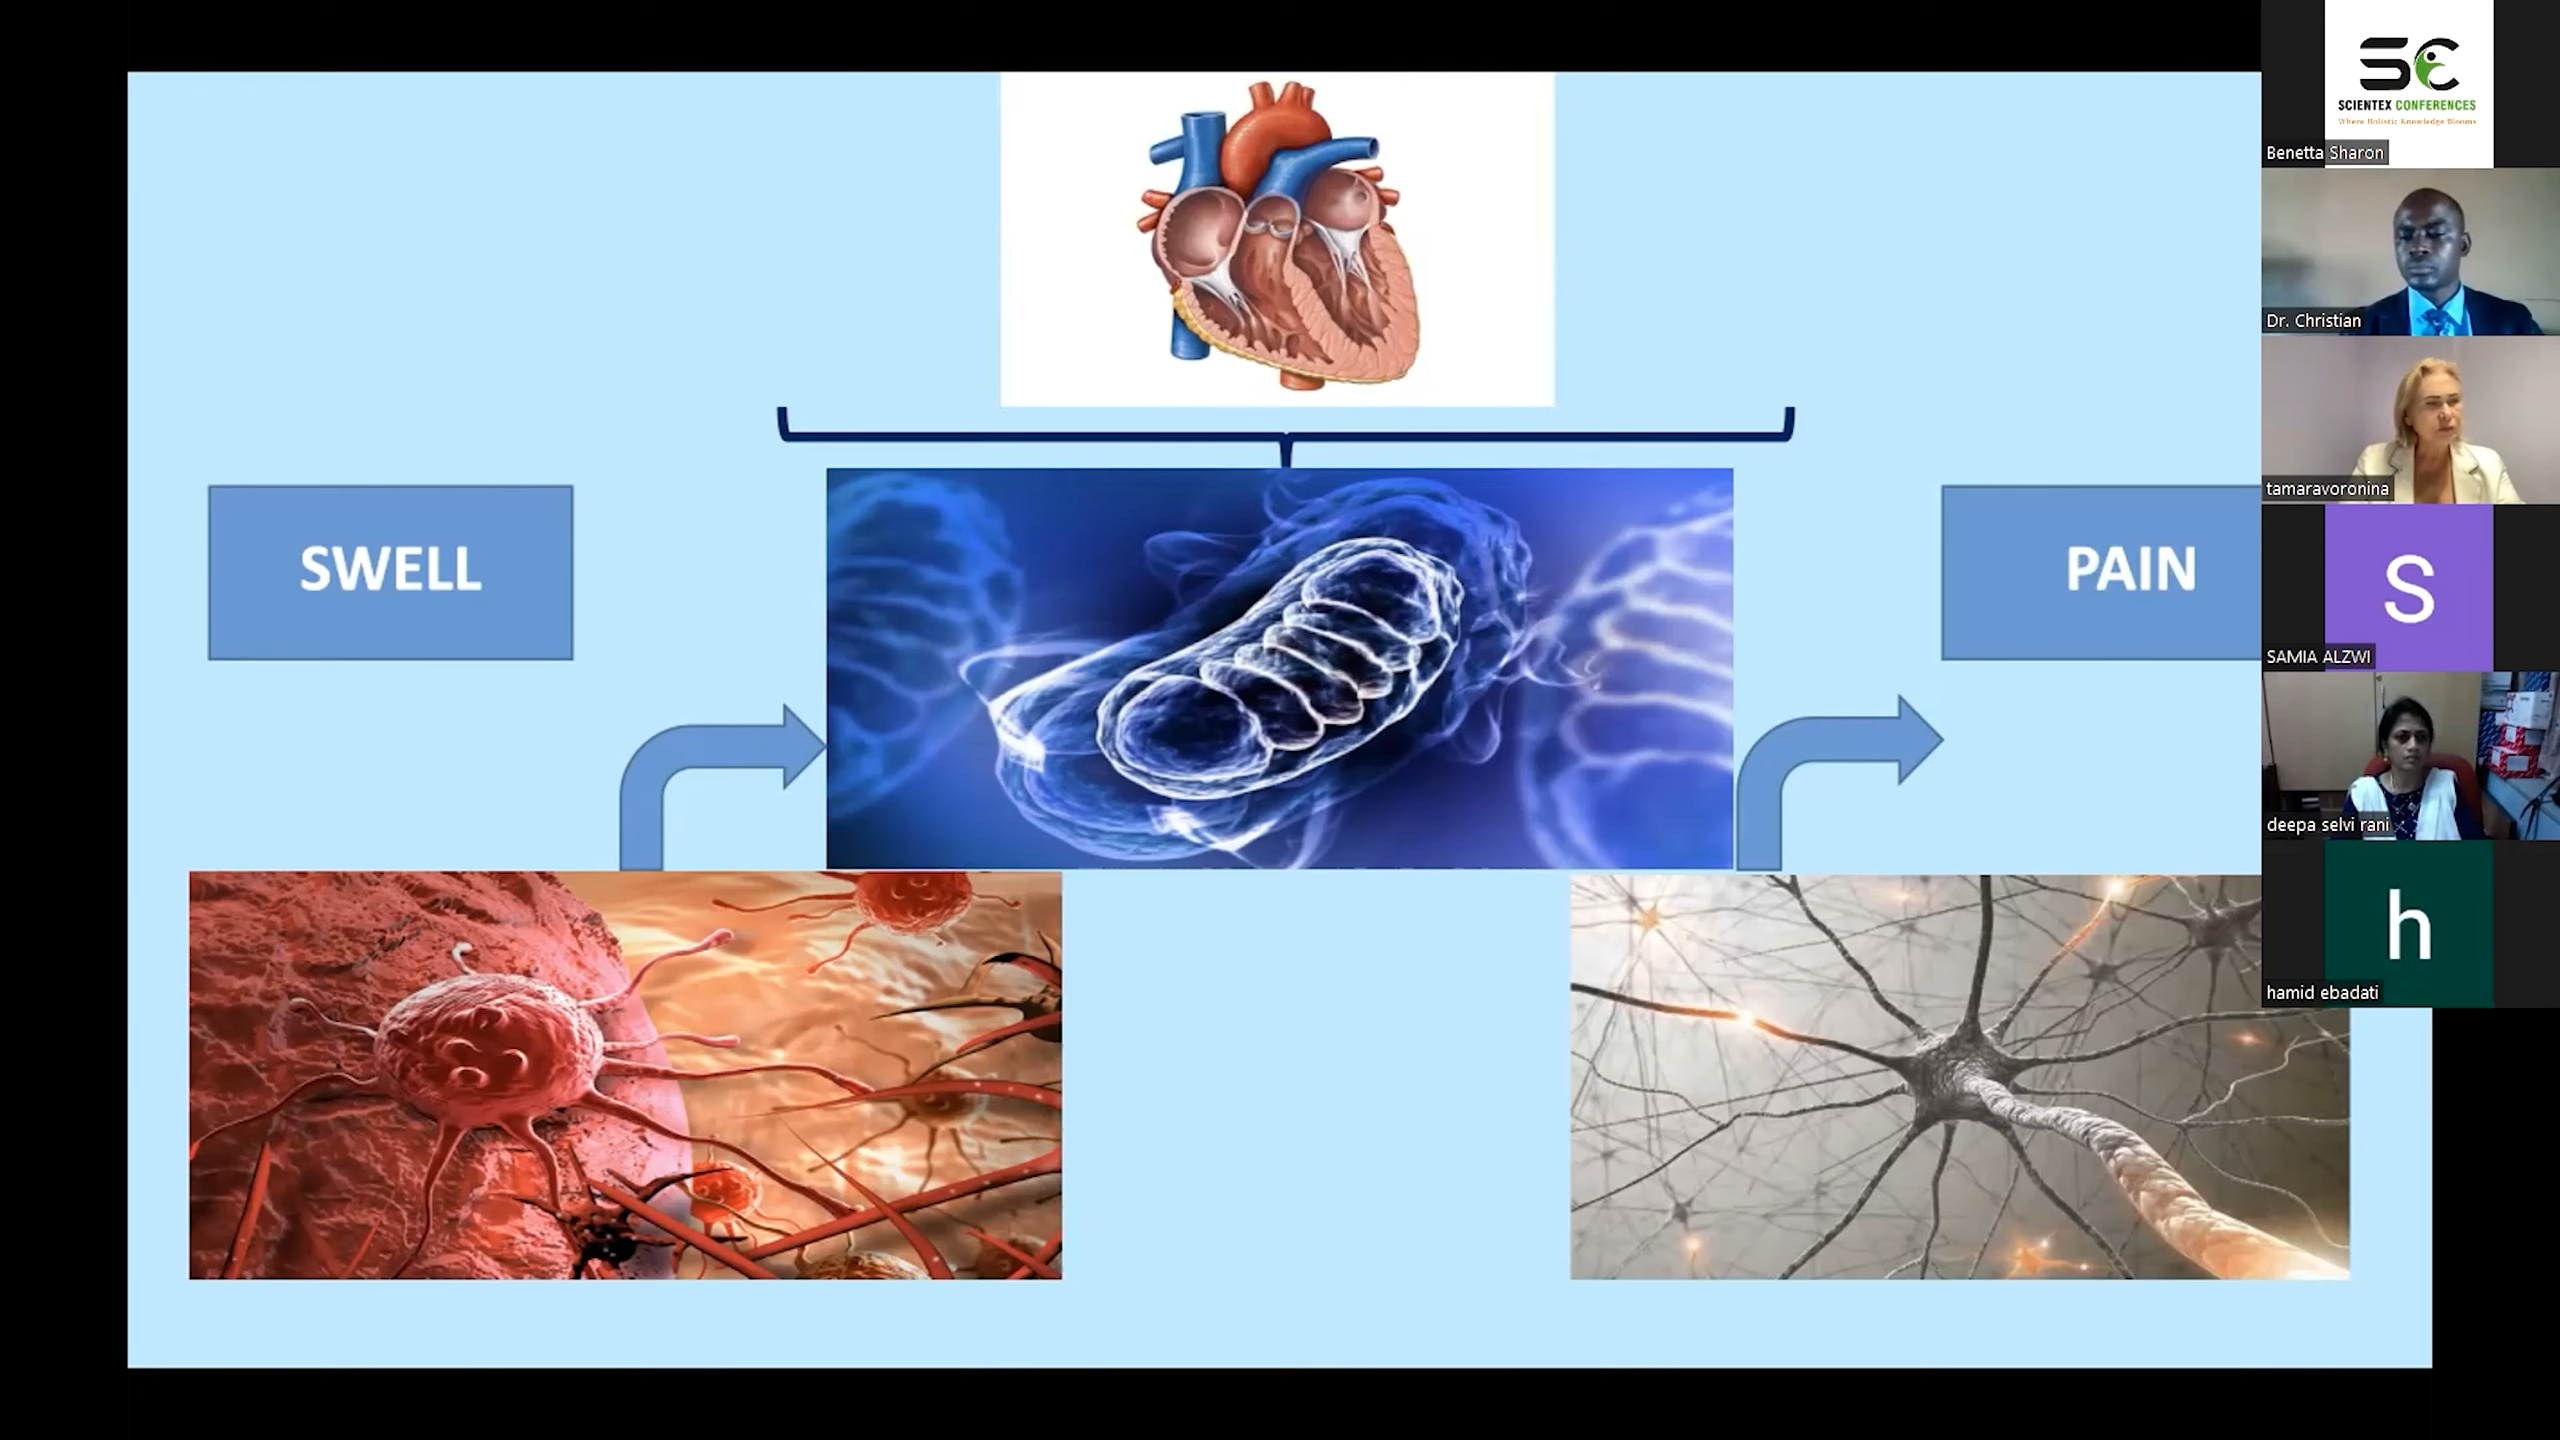 SWELL
PAIN
SC
SCIENTEX CONFERENCES
Where Holistic Knowledge Blooms
Benetta Sharon
Dr. Christian
tamaravoronina
S
SAMIA ALZWI
deepa selvi rani
h
hamid ebadati